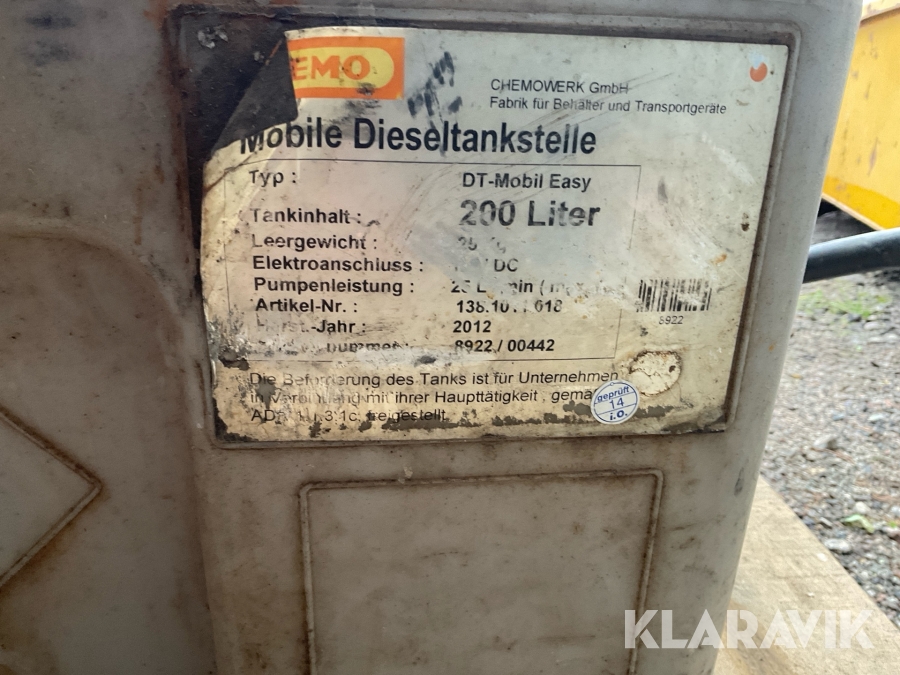 EMO
CHEMOWERK GmbH
Fabrik für Behälter und Transportgeräte
Mobile Dieseltankstelle
Typ : DT-Mobil Easy
Tankinhalt : 200 Liter
Leergewicht :
Elektroanschluss : DC
Pumpenleistung : 25
Artikel-Nr. :
Herst.-Jahr : 2012
8922 / 00442
8922
Die Beförderung des Tanks ist für Unternehmen
in Verbindung mit ihrer Haupttätigkeit, gemäß
freigestellt.
geprüft
14
i.O.
KLARAVIK